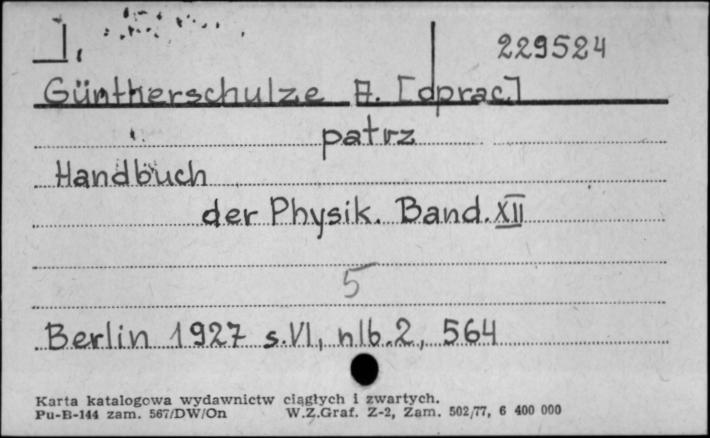 229524
Güntherschulze A. [oprac.]
patrz
Handbuch
der Physik. Band. XII
5
Berlin 1927 s.VI, nlb.2, 564
Karta katalogowa wydawnictw ciągłych i zwartych.
Pu-B-144 zam. 567/DW/On W.Z.Graf. Z-2, Zam. 502/77, 6 400 000